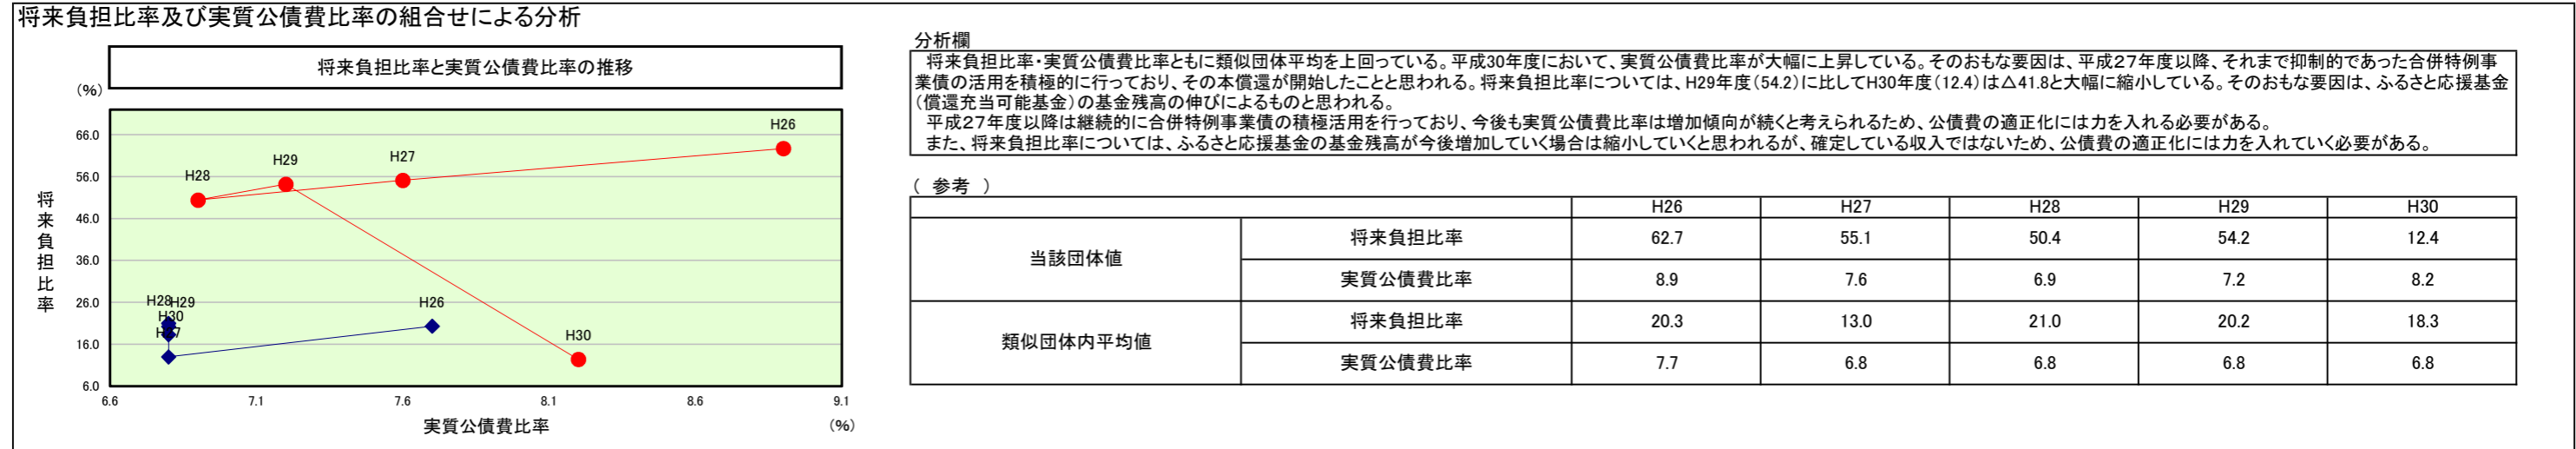 将来負担比率及び実質公債費比率の組合せによる分析
将来負担比率と実質公債費比率の推移
(%)
66.0
56.0
46.0
36.0
26.0
16.0
6.0
将来負担比率
H26
H27
H29
H28
H30
H28
H29
H30
H27
H26
6.6
7.1
7.6
8.1
8.6
9.1
実質公債費比率
(%)
分析欄
将来負担比率・実質公債費比率ともに類似団体平均を上回っている。平成30年度において、実質公債費比率が大幅に上昇している。そのおもな要因は、平成27年度以降、それまで抑制的であった合併特例事
業債の活用を積極的に行っており、その本償還が開始したことと思われる。将来負担比率については、H29年度(54.2)に比してH30年度(12.4)は△41.8と大幅に縮小している。そのおもな要因は、ふるさと応援基金
(償還充当可能基金)の基金残高の伸びによるものと思われる。
平成27年度以降は継続的に合併特例事業債の積極活用を行っており、今後も実質公債費比率は増加傾向が続くと考えられるため、公債費の適正化には力を入れる必要がある。
また、将来負担比率については、ふるさと応援基金の基金残高が今後増加していく場合は縮小していくと思われるが、確定している収入ではないため、公債費の適正化には力を入れていく必要がある。
( 参考 )
H26 H27 H28 H29 H30
当該団体値
将来負担比率 62.7 55.1 50.4 54.2 12.4
実質公債費比率 8.9 7.6 6.9 7.2 8.2
類似団体内平均値
将来負担比率 20.3 13.0 21.0 20.2 18.3
実質公債費比率 7.7 6.8 6.8 6.8 6.8